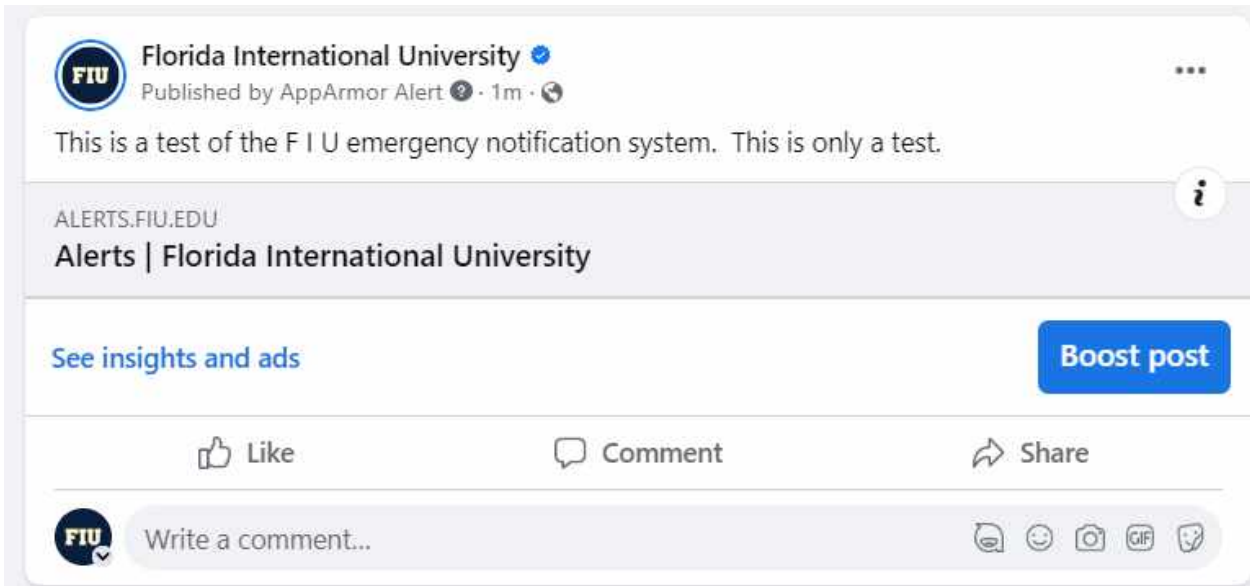 FIU
Florida International University
Published by AppArmor Alert · 1m ·
This is a test of the F I U emergency notification system.  This is only a test.
ALERTS.FIU.EDU
Alerts | Florida International University
See insights and ads
Boost post
Like
Comment
Share
FIU
Write a comment...
GIF